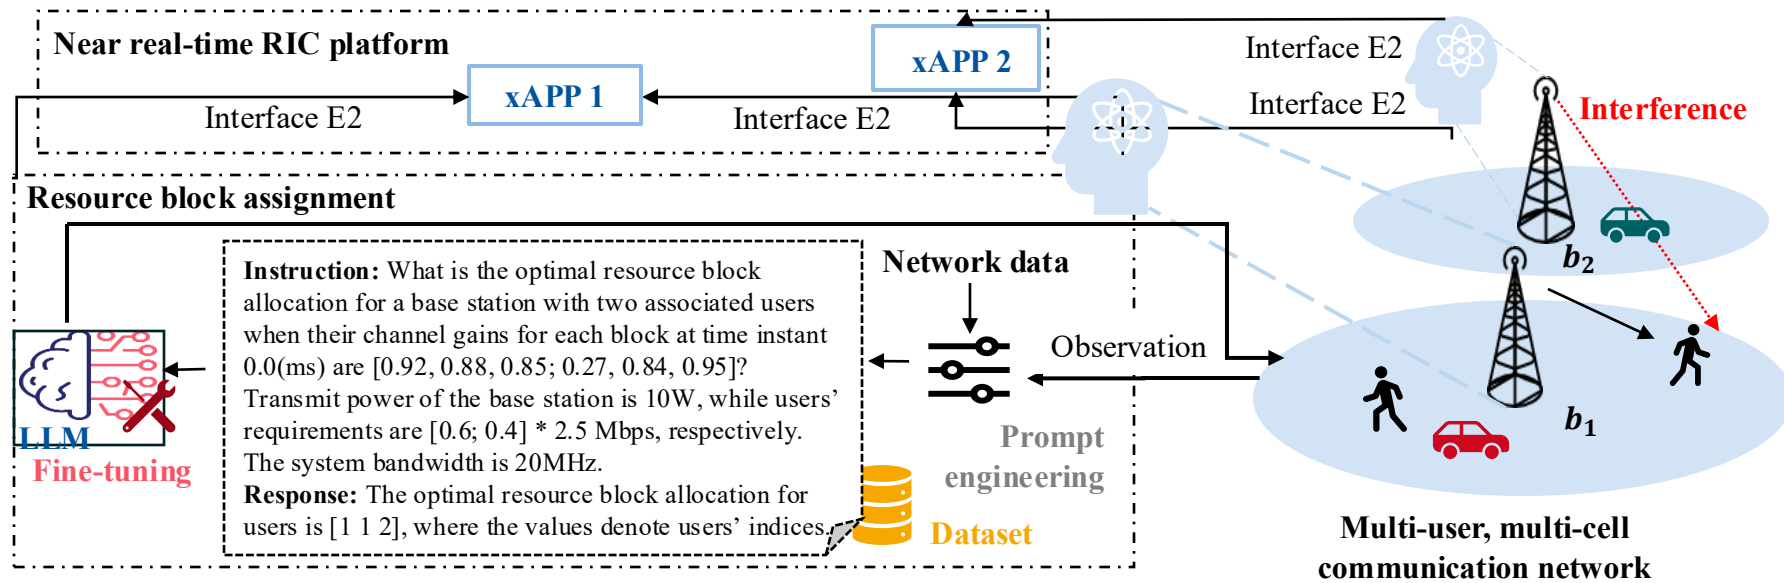 Near real-time RIC platform
xAPP 1
xAPP 2
Interface E2
Interface E2
Interface E2
Interface E2
Interference
Resource block assignment
Instruction: What is the optimal resource block
allocation for a base station with two associated users
when their channel gains for each block at time instant
0.0(ms) are [0.92, 0.88, 0.85; 0.27, 0.84, 0.95]?
Transmit power of the base station is 10W, while users’
requirements are [0.6; 0.4] * 2.5 Mbps, respectively.
The system bandwidth is 20MHz.
Response: The optimal resource block allocation for
users is [1 1 2], where the values denote users’ indices.
LLM
Fine-tuning
Network data
Observation
Prompt
engineering
Dataset
b₂
b₁
Multi-user, multi-cell
communication network